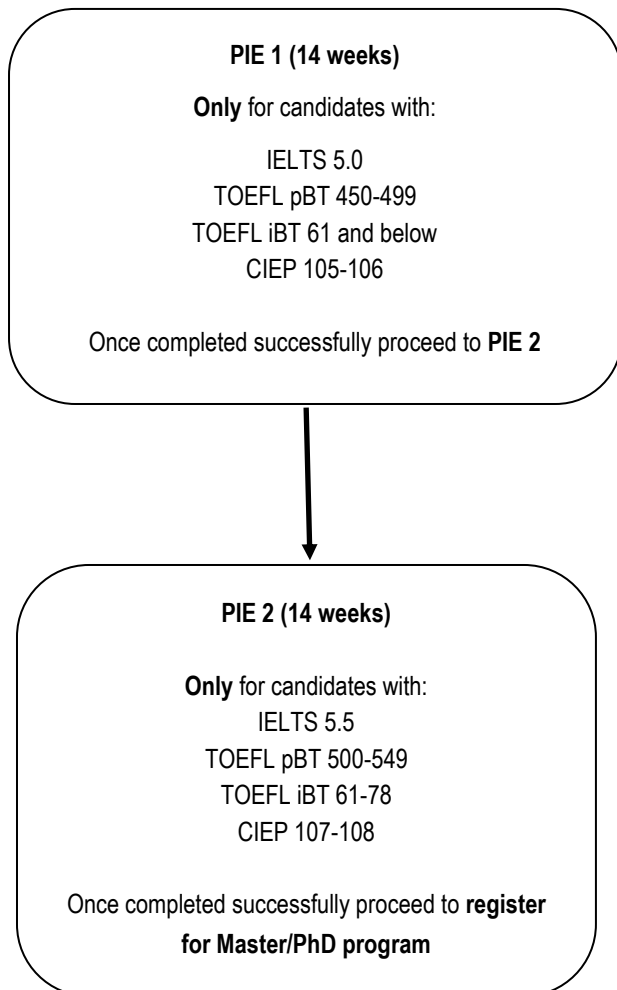 PIE 1 (14 weeks)
Only for candidates with:
IELTS 5.0
TOEFL pBT 450-499
TOEFL iBT 61 and below
CIEP 105-106
Once completed successfully proceed to PIE 2
PIE 2 (14 weeks)
Only for candidates with:
IELTS 5.5
TOEFL pBT 500-549
TOEFL iBT 61-78
CIEP 107-108
Once completed successfully proceed to register
for Master/PhD program